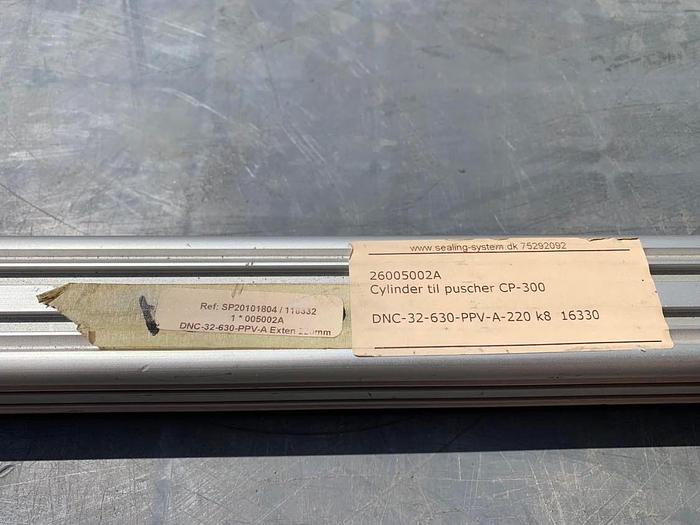 Ref: SP20101804 / 116332
1 * 005002A
DNC-32-630-PPV-A Exten 220mm
www.sealing-system.dk 75292092
26005002A
Cylinder til puscher CP-300
DNC-32-630-PPV-A-220 k8 16330